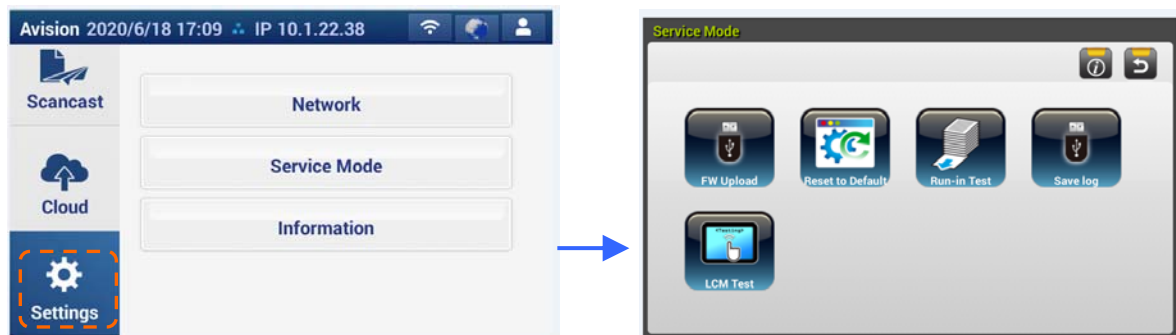 Avision 2020/6/18 17:09 IP 10.1.22.38
Scancast
Cloud
Settings
Network
Service Mode
Information
Service Mode
FW Upload
Reset to Default
Run-in Test
Save log
*Testing*
LCM Test